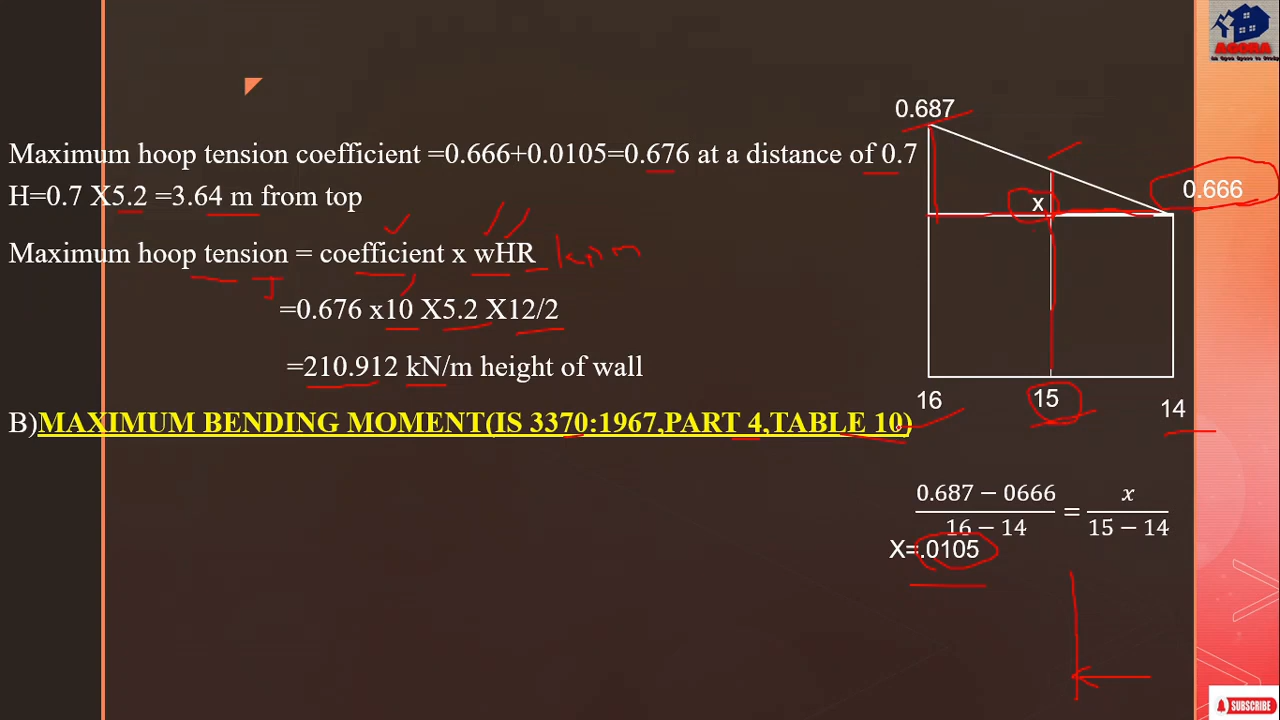 Maximum hoop tension coefficient =0.666+0.0105=0.676 at a distance of 0.7
H=0.7 X5.2 =3.64 m from top
Maximum hoop tension = coefficient x wHR
=0.676 x10 X5.2 X12/2
=210.912 kN/m height of wall
B)MAXIMUM BENDING MOMENT(IS 3370:1967,PART 4,TABLE 10)
0.687
0.666
x
16
15
14
0.687 − 0666
16 − 14
=
x
15 − 14
X=.0105
AGORA
SUBSCRIBE